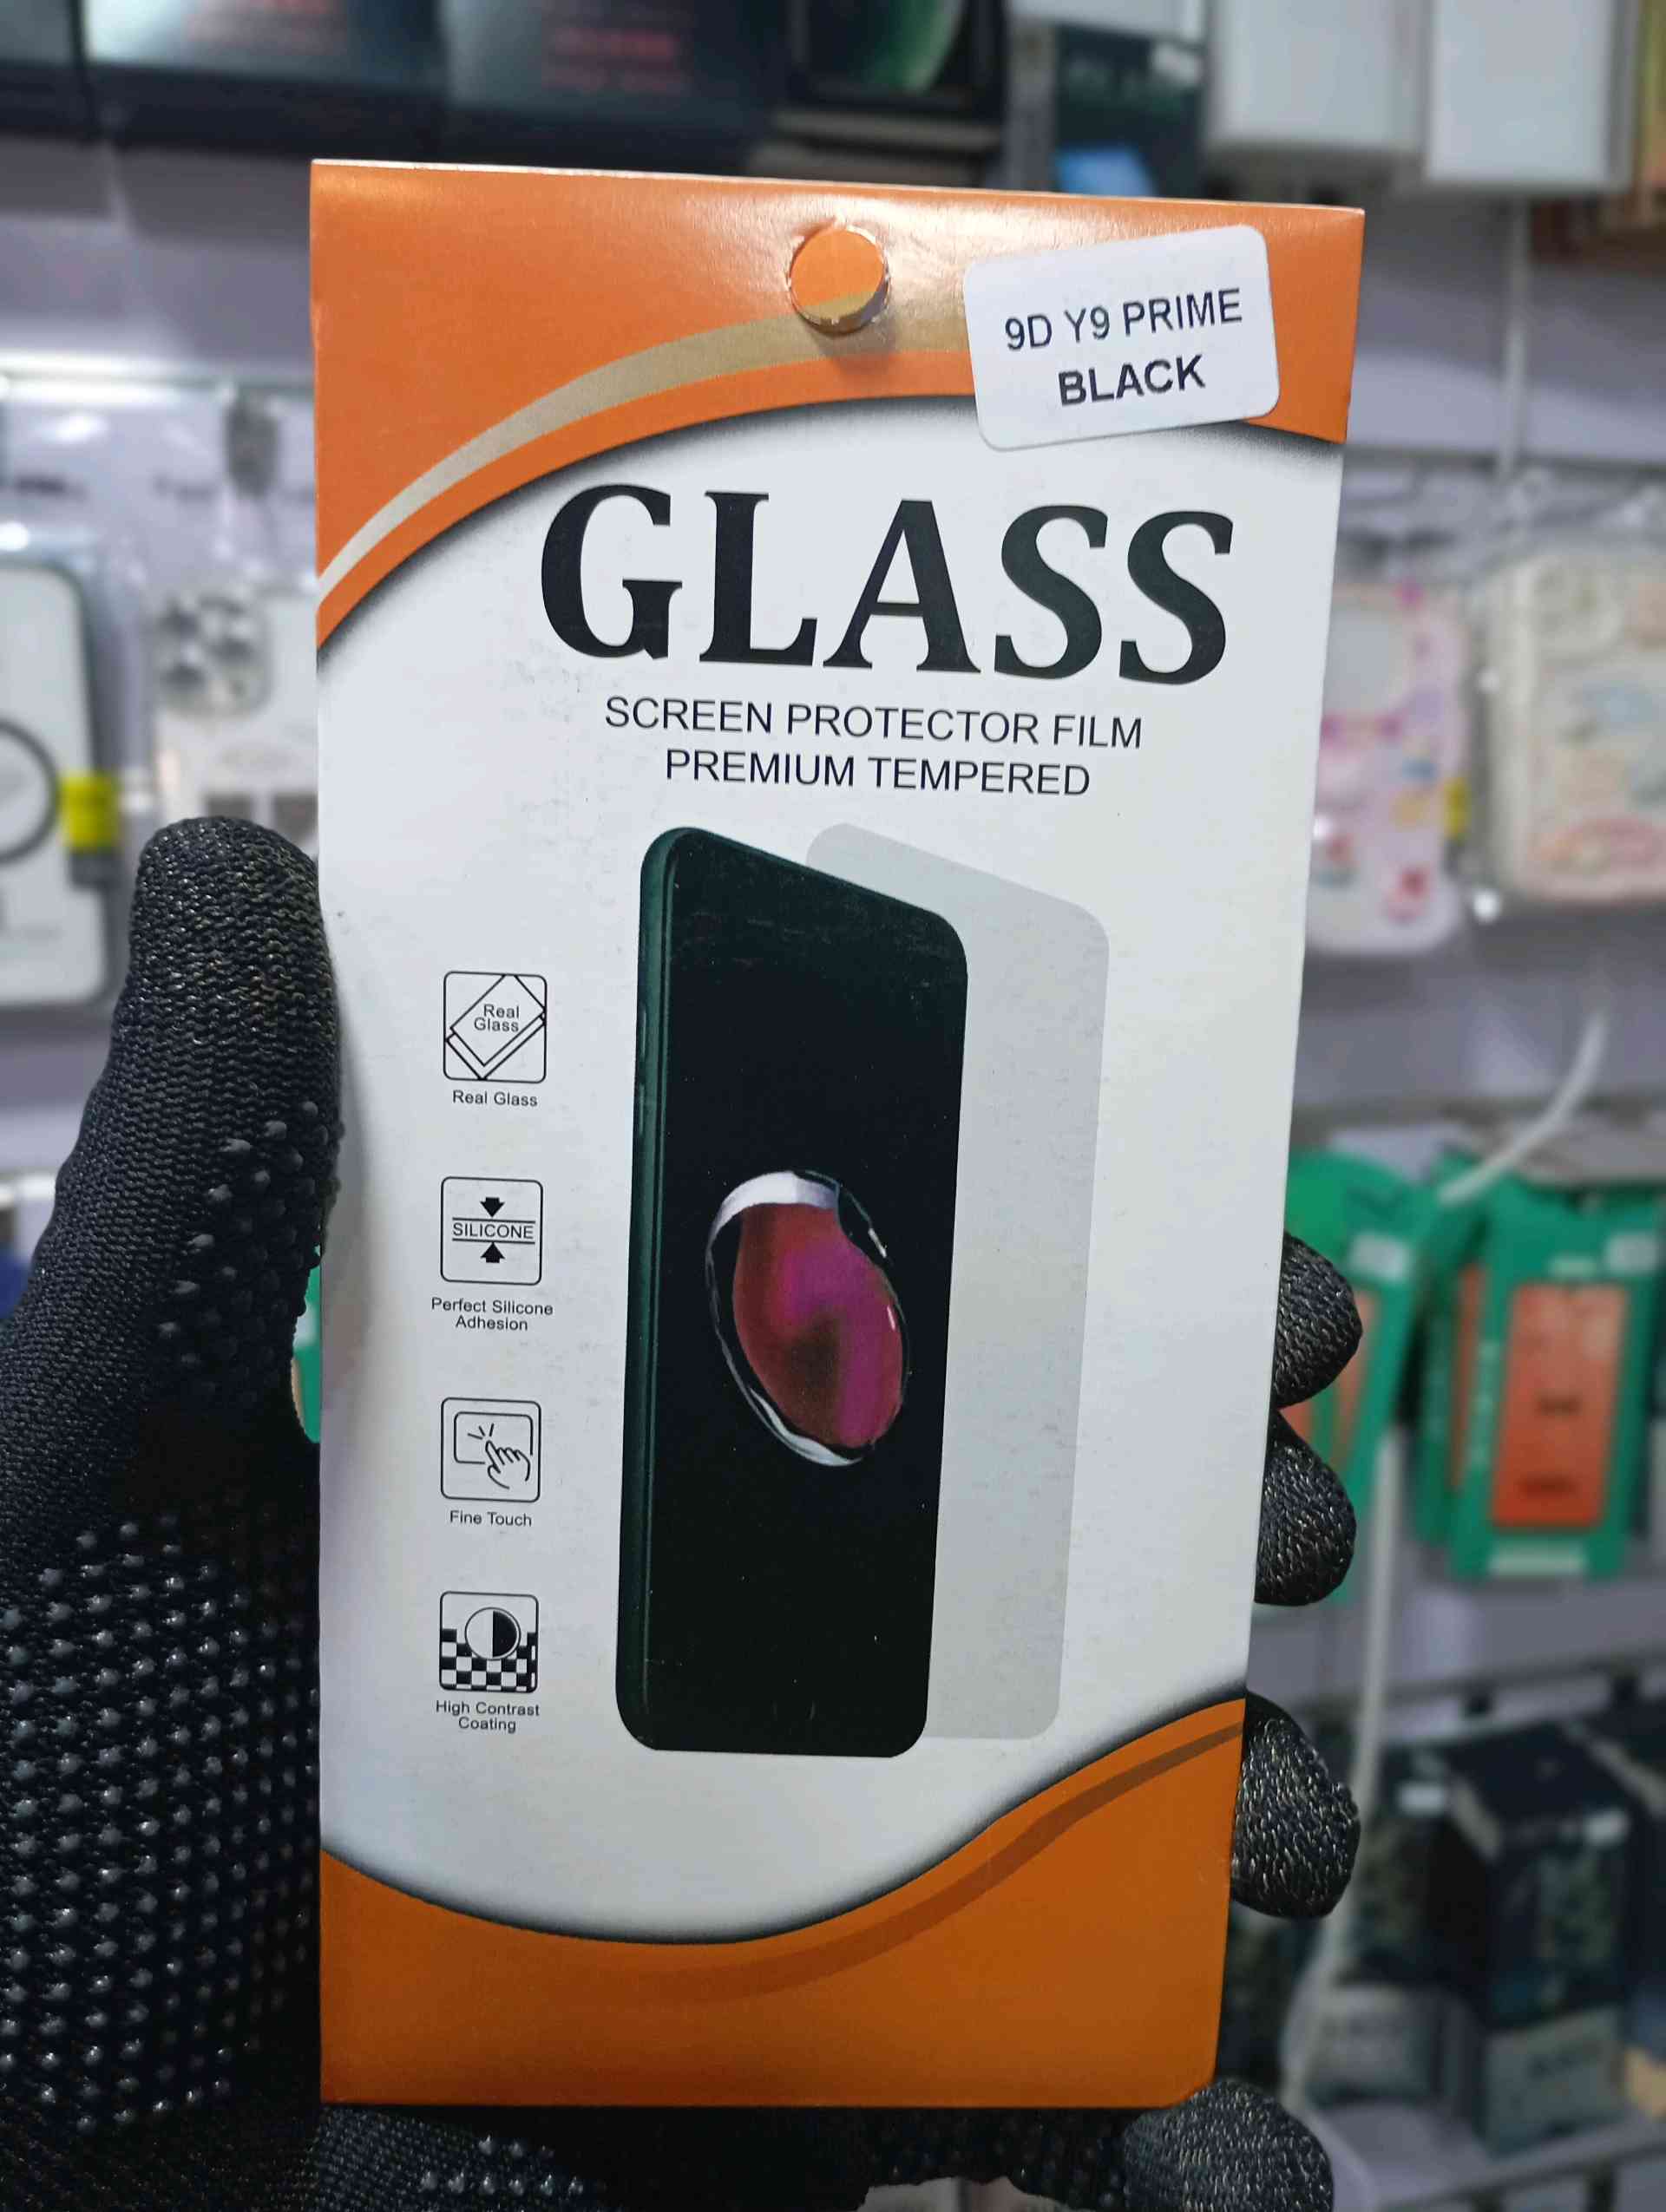 9D Y9 PRIME
BLACK
GLASS
SCREEN PROTECTOR FILM
PREMIUM TEMPERED
Real
Glass
Real Glass
SILICONE
Perfect Silicone
Adhesion
Fine Touch
High Contrast
Coating